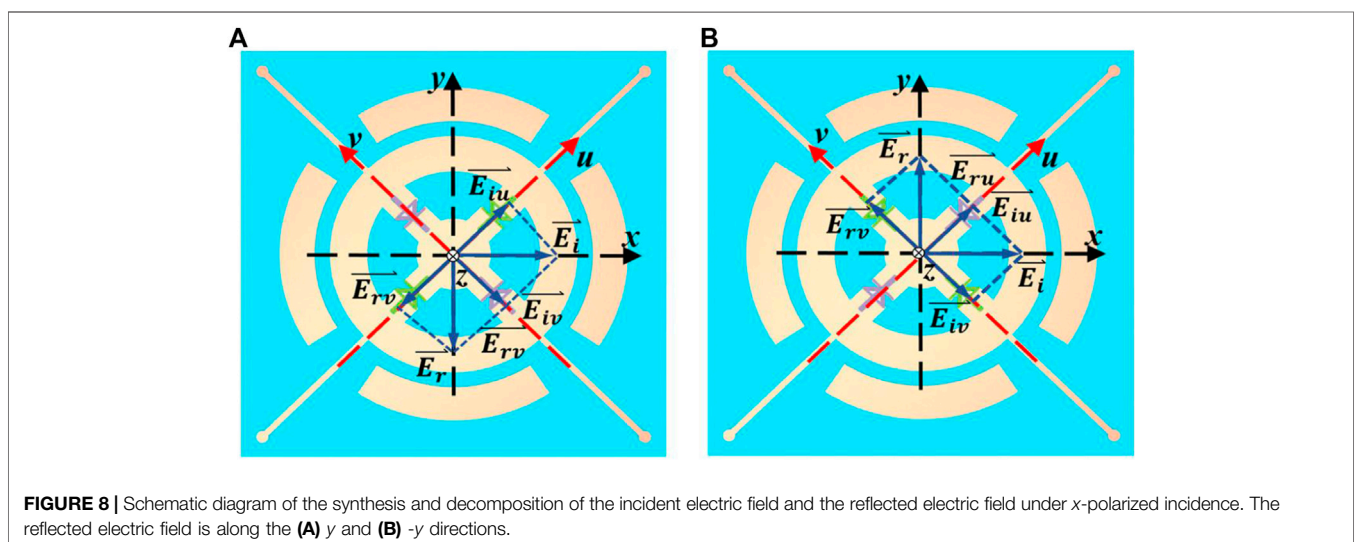 A
y
v
u
E_iu
E_i
x
E_rv
z
E_iv
E_rv
E_r
B
y
v
u
E_r
E_ru
E_iu
E_rv
x
z
E_i
E_iv
FIGURE 8 | Schematic diagram of the synthesis and decomposition of the incident electric field and the reflected electric field under x-polarized incidence. The
reflected electric field is along the (A) y and (B) -y directions.